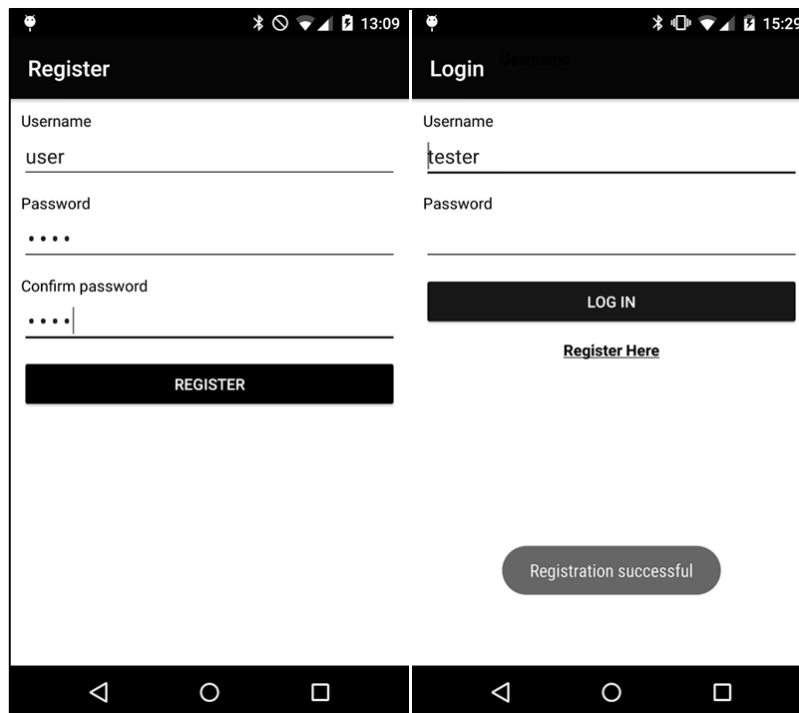 13:09
Register
Username
user
Password
••••
Confirm password
••••
REGISTER
15:29
Login
Username
tester
Password
LOG IN
Register Here
Registration successful